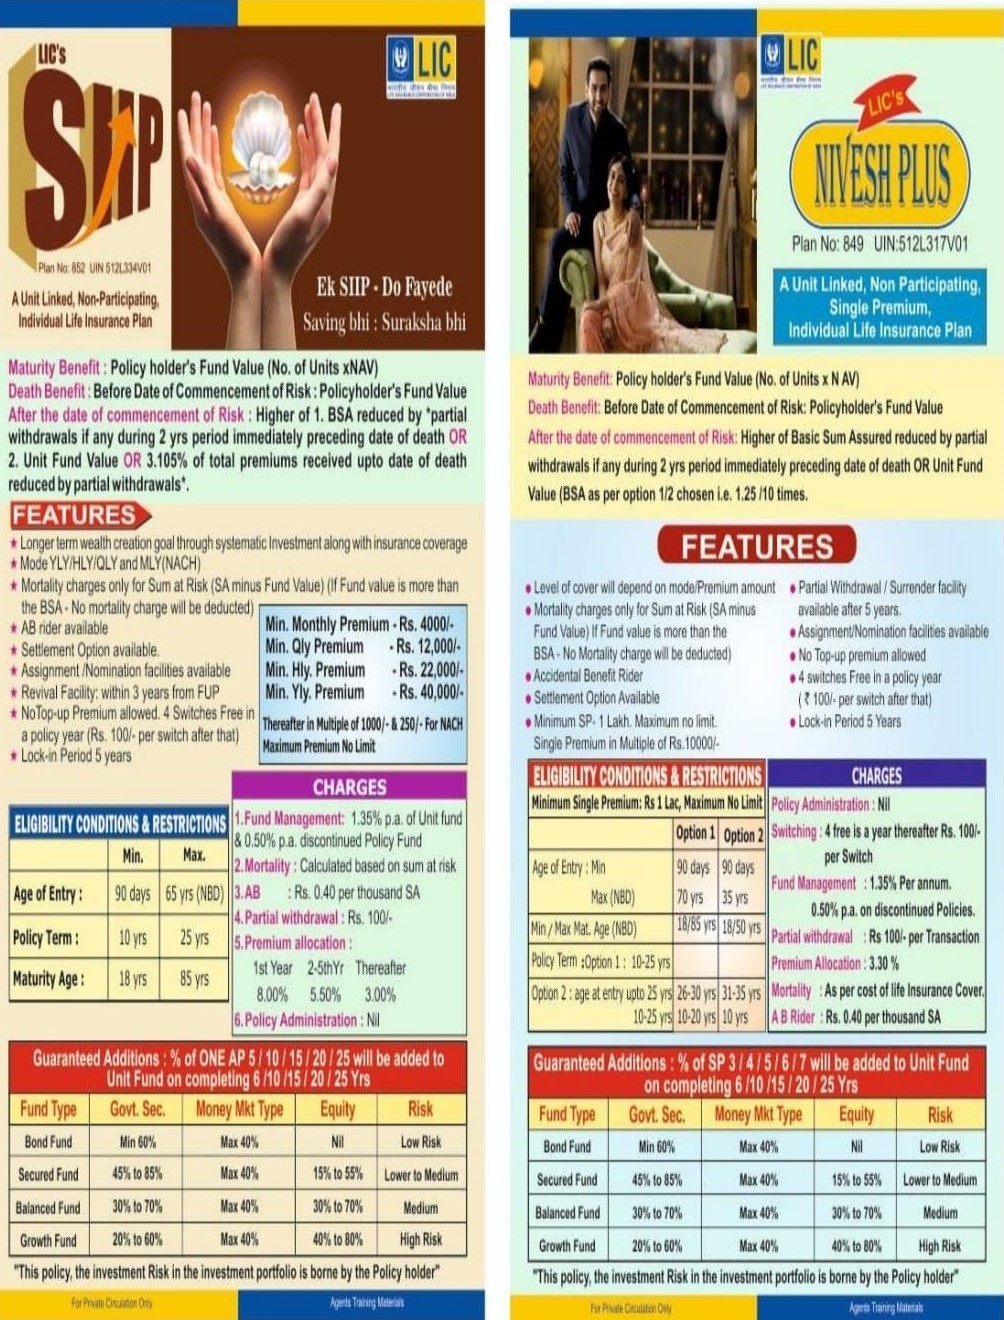 LIC's
SIIP
Plan No: 852 UIN 512L334V01
A Unit Linked, Non-Participating,
Individual Life Insurance Plan
LIC
भारतीय जीवन बीमा निगम
LIFE INSURANCE CORPORATION OF INDIA
Ek SIIP - Do Fayede
Saving bhi : Suraksha bhi
Maturity Benefit : Policy holder's Fund Value (No. of Units xNAV)
Death Benefit : Before Date of Commencement of Risk : Policyholder's Fund Value
After the date of commencement of Risk : Higher of 1. BSA reduced by *partial
withdrawals if any during 2 yrs period immediately preceding date of death OR
2. Unit Fund Value OR 3.105% of total premiums received upto date of death
reduced by partial withdrawals*.
FEATURES
★ Longer term wealth creation goal through systematic Investment along with insurance coverage
★ Mode YLY/HLY/QLY and MLY(NACH)
★ Mortality charges only for Sum at Risk (SA minus Fund Value) (If Fund value is more than
the BSA - No mortality charge will be deducted)
★ AB rider available
★ Settlement Option available.
★ Assignment /Nomination facilities available
★ Revival Facility: within 3 years from FUP
★ NoTop-up Premium allowed. 4 Switches Free in
a policy year (Rs. 100/- per switch after that)
★ Lock-in Period 5 years
Min. Monthly Premium - Rs. 4000/-
Min. Qly Premium - Rs. 12,000/-
Min. Hly. Premium - Rs. 22,000/-
Min. Yly. Premium - Rs. 40,000/-
Thereafter in Multiple of 1000/- & 250/- For NACH
Maximum Premium No Limit
ELIGIBILITY CONDITIONS & RESTRICTIONS
Min. Max.
Age of Entry : 90 days 65 yrs (NBD)
Policy Term : 10 yrs 25 yrs
Maturity Age : 18 yrs 85 yrs
CHARGES
1.Fund Management: 1.35% p.a. of Unit fund
& 0.50% p.a. discontinued Policy Fund
2.Mortality : Calculated based on sum at risk
3.AB : Rs. 0.40 per thousand SA
4.Partial withdrawal : Rs. 100/-
5.Premium allocation :
1st Year 2-5thYr Thereafter
8.00% 5.50% 3.00%
6.Policy Administration : Nil
Guaranteed Additions : % of ONE AP 5 / 10 / 15 / 20 / 25 will be added to
Unit Fund on completing 6 /10 /15 / 20 / 25 Yrs
Fund Type Govt. Sec. Money Mkt Type Equity Risk
Bond Fund Min 60% Max 40% Nil Low Risk
Secured Fund 45% to 85% Max 40% 15% to 55% Lower to Medium
Balanced Fund 30% to 70% Max 40% 30% to 70% Medium
Growth Fund 20% to 60% Max 40% 40% to 80% High Risk
"This policy, the investment Risk in the investment portfolio is borne by the Policy holder"
For Private Circulation Only Agents Training Materials
LIC
भारतीय जीवन बीमा निगम
LIFE INSURANCE CORPORATION OF INDIA
LIC's
NIVESH PLUS
Plan No: 849 UIN:512L317V01
A Unit Linked, Non Participating,
Single Premium,
Individual Life Insurance Plan
Maturity Benefit: Policy holder's Fund Value (No. of Units x N AV)
Death Benefit: Before Date of Commencement of Risk: Policyholder's Fund Value
After the date of commencement of Risk: Higher of Basic Sum Assured reduced by partial
withdrawals if any during 2 yrs period immediately preceding date of death OR Unit Fund
Value (BSA as per option 1/2 chosen i.e. 1.25 /10 times.
FEATURES
• Level of cover will depend on mode/Premium amount
• Mortality charges only for Sum at Risk (SA minus
Fund Value) If Fund value is more than the
BSA - No Mortality charge will be deducted)
• Accidental Benefit Rider
• Settlement Option Available
• Minimum SP- 1 Lakh. Maximum no limit.
Single Premium in Multiple of Rs.10000/-
• Partial Withdrawal / Surrender facility
available after 5 years.
• Assignment/Nomination facilities available
• No Top-up premium allowed
• 4 switches Free in a policy year
( ₹ 100/- per switch after that)
• Lock-in Period 5 Years
ELIGIBILITY CONDITIONS & RESTRICTIONS
Minimum Single Premium: Rs 1 Lac, Maximum No Limit
Option 1 Option 2
Age of Entry : Min 90 days 90 days
Max (NBD) 70 yrs 35 yrs
Min / Max Mat. Age (NBD) 18/85 yrs 18/50 yrs
Policy Term :Option 1 : 10-25 yrs
Option 2 : age at entry upto 25 yrs 26-30 yrs 31-35 yrs
10-25 yrs 10-20 yrs 10 yrs
CHARGES
Policy Administration : Nil
Switching : 4 free is a year thereafter Rs. 100/-
per Switch
Fund Management : 1.35% Per annum.
0.50% p.a. on discontinued Policies.
Partial withdrawal : Rs 100/- per Transaction
Premium Allocation : 3.30 %
Mortality : As per cost of life Insurance Cover.
A B Rider : Rs. 0.40 per thousand SA
Guaranteed Additions : % of SP 3 / 4 / 5 / 6 / 7 will be added to Unit Fund
on completing 6 /10 /15 / 20 / 25 Yrs
Fund Type Govt. Sec. Money Mkt Type Equity Risk
Bond Fund Min 60% Max 40% Nil Low Risk
Secured Fund 45% to 85% Max 40% 15% to 55% Lower to Medium
Balanced Fund 30% to 70% Max 40% 30% to 70% Medium
Growth Fund 20% to 60% Max 40% 40% to 80% High Risk
"This policy, the investment Risk in the investment portfolio is borne by the Policy holder"
For Private Circulation Only Agents Training Materials